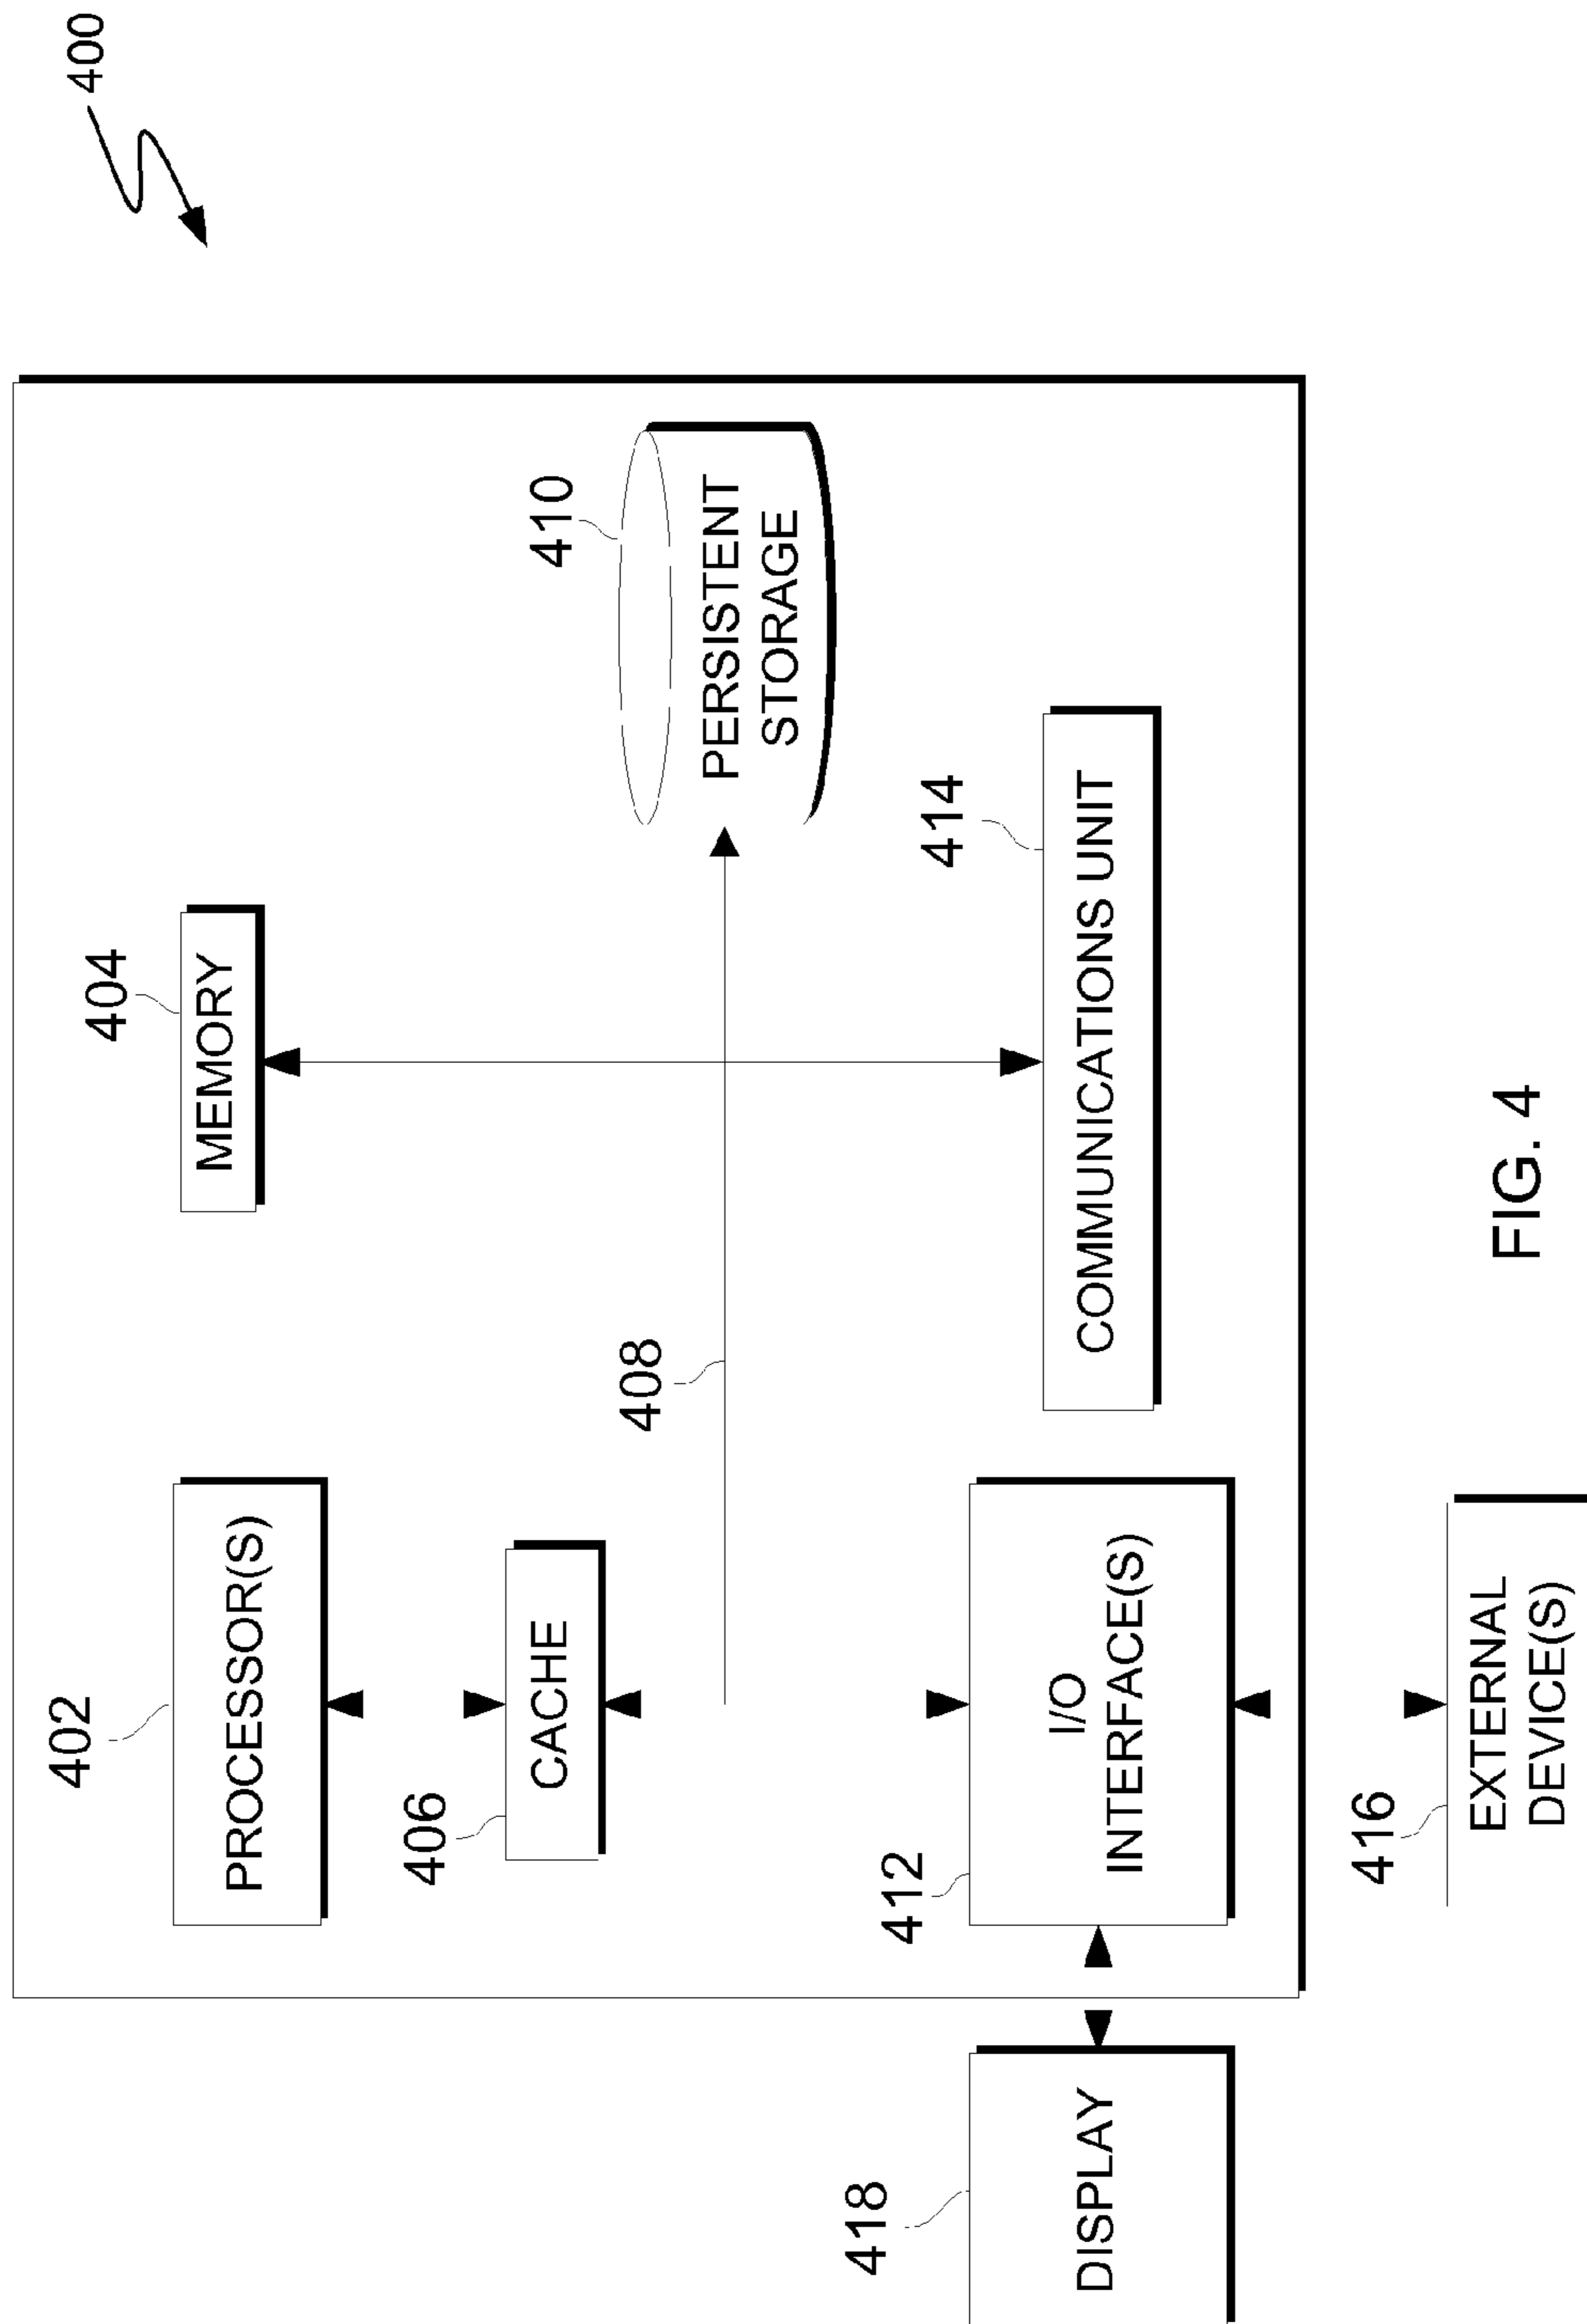 400
402
PROCESSOR(S)
404
MEMORY
406
CACHE
408
410
PERSISTENT
STORAGE
418
DISPLAY
412
I/O
INTERFACE(S)
414
COMMUNICATIONS UNIT
416
EXTERNAL
DEVICE(S)
FIG. 4